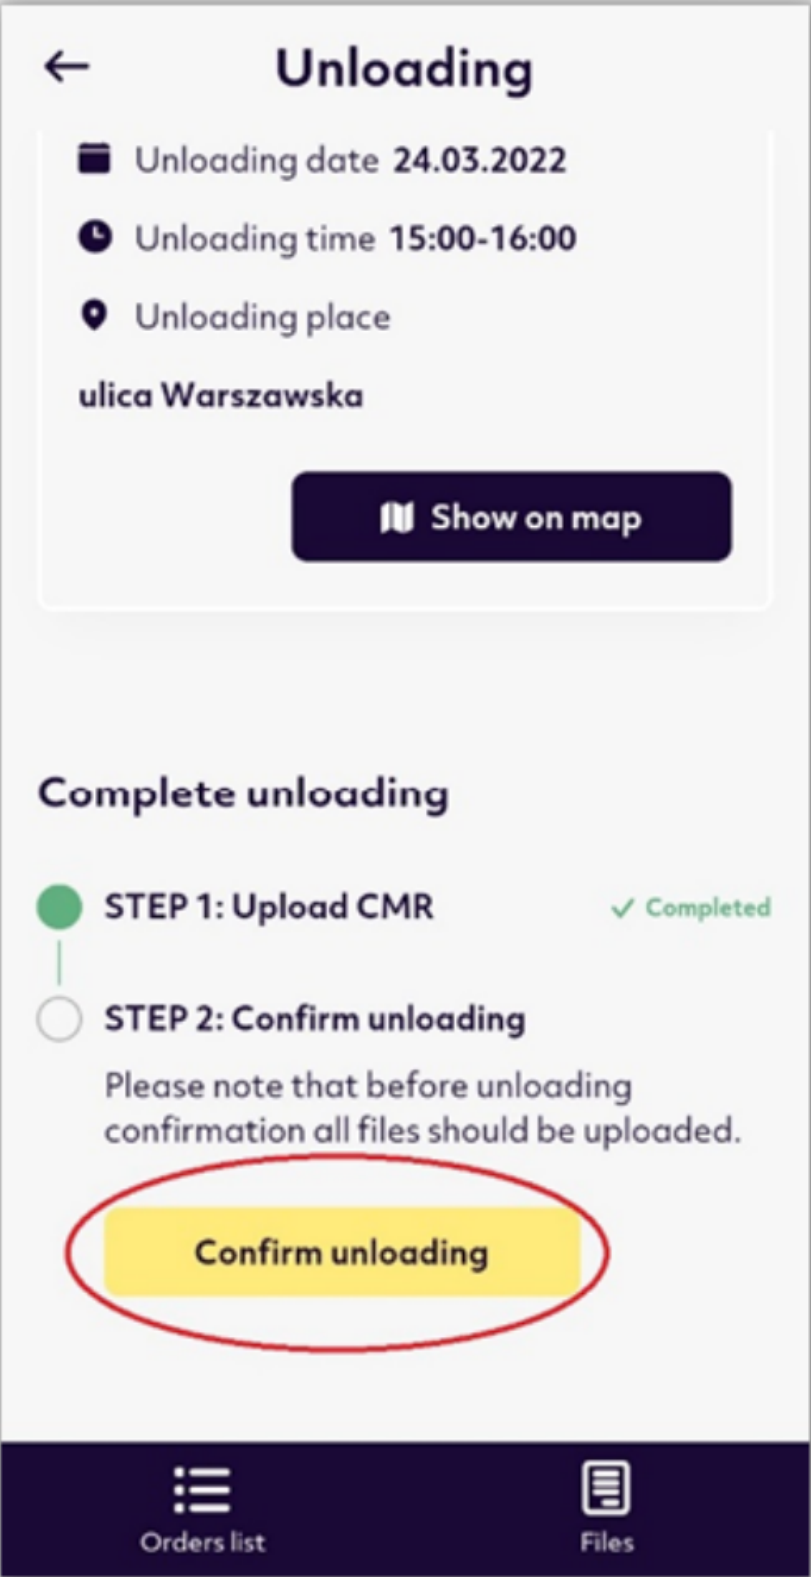 Unloading
Unloading date 24.03.2022
Unloading time 15:00-16:00
Unloading place
ulica Warszawska
Show on map
Complete unloading
STEP 1: Upload CMR
Completed
STEP 2: Confirm unloading
Please note that before unloading
confirmation all files should be uploaded.
Confirm unloading
Orders list
Files